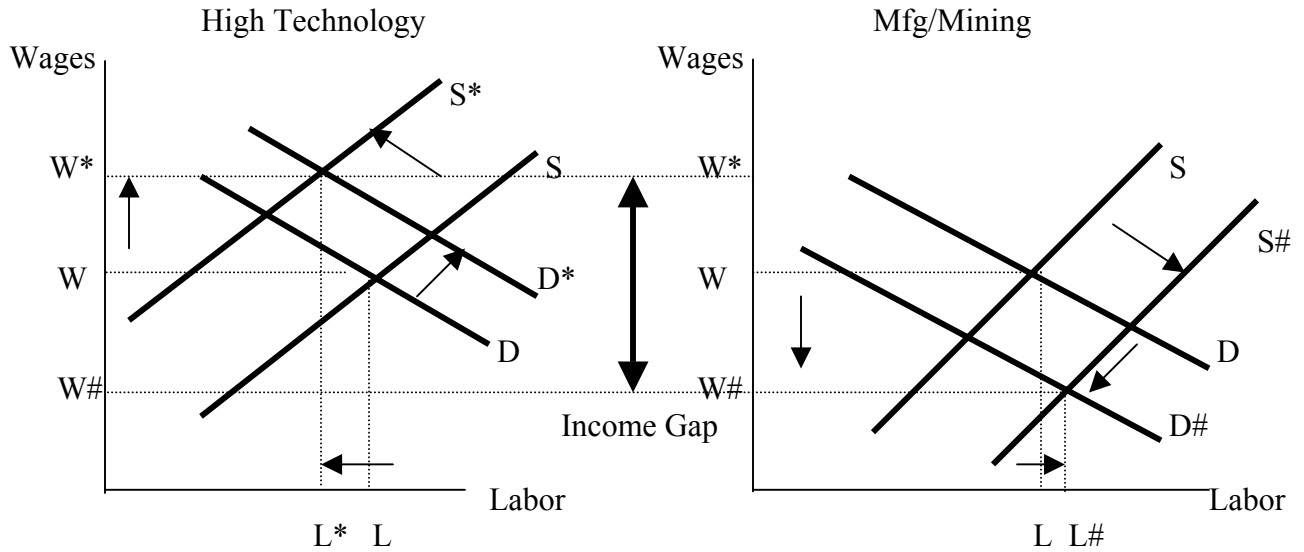 High Technology
Mfg/Mining
Wages
Wages
S*
S
W*
W*
S
S#
W
W
D*
D
D
W#
W#
Income Gap
D#
Labor
Labor
L* L
L L#